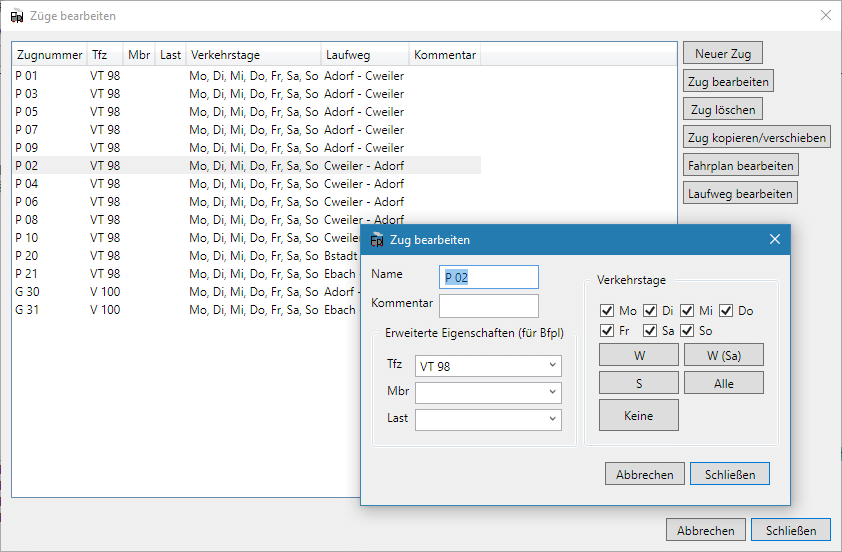 Züge bearbeiten
Zugnummer Tfz Mbr Last Verkehrstage Laufweg Kommentar
P 01 VT 98 Mo, Di, Mi, Do, Fr, Sa, So Adorf - Cweiler
P 03 VT 98 Mo, Di, Mi, Do, Fr, Sa, So Adorf - Cweiler
P 05 VT 98 Mo, Di, Mi, Do, Fr, Sa, So Adorf - Cweiler
P 07 VT 98 Mo, Di, Mi, Do, Fr, Sa, So Adorf - Cweiler
P 09 VT 98 Mo, Di, Mi, Do, Fr, Sa, So Adorf - Cweiler
P 02 VT 98 Mo, Di, Mi, Do, Fr, Sa, So Cweiler - Adorf
P 04 VT 98 Mo, Di, Mi, Do, Fr, Sa, So Cweiler - Adorf
P 06 VT 98 Mo, Di, Mi, Do, Fr, Sa, So Cweiler - Adorf
P 08 VT 98 Mo, Di, Mi, Do, Fr, Sa, So Cweiler - Adorf
P 10 VT 98 Mo, Di, Mi, Do, Fr, Sa, So Cweiler
P 20 VT 98 Mo, Di, Mi, Do, Fr, Sa, So Bstadt
P 21 VT 98 Mo, Di, Mi, Do, Fr, Sa, So Ebach
G 30 V 100 Mo, Di, Mi, Do, Fr, Sa, So Adorf -
G 31 V 100 Mo, Di, Mi, Do, Fr, Sa, So Ebach
Neuer Zug
Zug bearbeiten
Zug löschen
Zug kopieren/verschieben
Fahrplan bearbeiten
Laufweg bearbeiten
Zug bearbeiten
Name P 02
Kommentar
Erweiterte Eigenschaften (für Bfpl)
Tfz VT 98
Mbr
Last
Verkehrstage
Mo Di Mi Do
Fr Sa So
W W (Sa)
S Alle
Keine
Abbrechen Schließen
Abbrechen Schließen